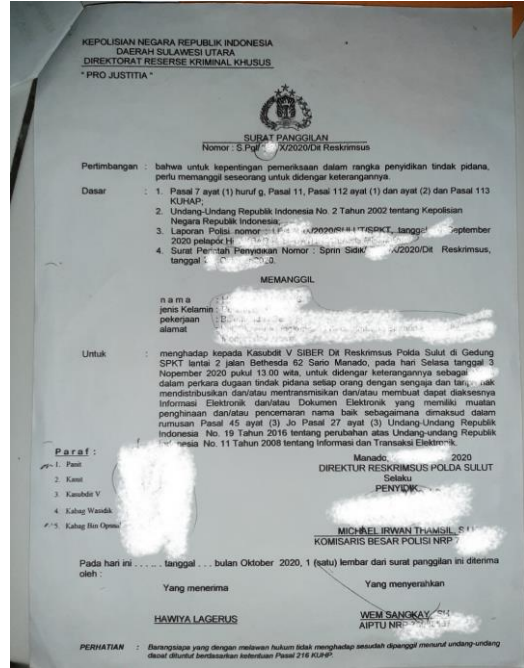 KEPOLISIAN NEGARA REPUBLIK INDONESIA
DAERAH SULAWESI UTARA
DIREKTORAT RESERSE KRIMINAL KHUSUS
" PRO JUSTITIA "
SURAT PANGGILAN
Nomor : S.Pgl/ X/2020/Dit Reskrimsus
Pertimbangan : bahwa untuk kepentingan pemeriksaan dalam rangka penyidikan tindak pidana,
perlu memanggil seseorang untuk didengar keterangannya.
Dasar : 1. Pasal 7 ayat (1) huruf g, Pasal 11, Pasal 112 ayat (1) dan ayat (2) dan Pasal 113
KUHAP;
2. Undang-Undang Republik Indonesia No. 2 Tahun 2002 tentang Kepolisian
Negara Republik Indonesia;
3. Laporan Polisi nomor : /2020/SULUT/SPKT, tanggal September
2020 pelapor
4. Surat Perintah Penyidikan Nomor : Sprin Sidik/ X/2020/Dit Reskrimsus,
tanggal 2020.
MEMANGGIL
n a m a :
jenis Kelamin :
pekerjaan :
alamat
Untuk : menghadap kepada Kasubdit V SIBER Dit Reskrimsus Polda Sulut di Gedung
SPKT lantai 2 jalan Bethesda 62 Sario Manado, pada hari Selasa tanggal 3
Nopember 2020 pukul 13.00 wita, untuk didengar keterangannya sebagai
dalam perkara dugaan tindak pidana setiap orang dengan sengaja dan tanpa hak
mendistribusikan dan/atau mentransmisikan dan/atau membuat dapat diaksesnya
Informasi Elektronik dan/atau Dokumen Elektronik yang memiliki muatan
penghinaan dan/atau pencemaran nama baik sebagaimana dimaksud dalam
rumusan Pasal 45 ayat (3) Jo Pasal 27 ayat (3) Undang-Undang Republik
Indonesia No. 19 Tahun 2016 tentang perubahan atas Undang-undang Republik
Indonesia No. 11 Tahun 2008 tentang Informasi dan Transaksi Elektronik.
Manado, 2020
DIREKTUR RESKRIMSUS POLDA SULUT
Selaku
PENYIDIK
Paraf :
1. Panit
2. Kanit
3. Kasubdit V
4. Kabag Wassidik
5. Kabag Bin Opsnal
MICHAEL IRWAN THAMSIL, S.I
KOMISARIS BESAR POLISI NRP
Pada hari ini . . . . . tanggal . . . bulan Oktober 2020, 1 (satu) lembar dari surat panggilan ini diterima
oleh :
Yang menerima
Yang menyerahkan
HAWIYA LAGERUS
WEM SANGKAY, SH
AIPTU NRP
PERHATIAN : Barangsiapa yang dengan melawan hukum tidak menghadap sesudah dipanggil menurut undang-undang
dapat dituntut berdasarkan ketentuan Pasal 216 KUHP.